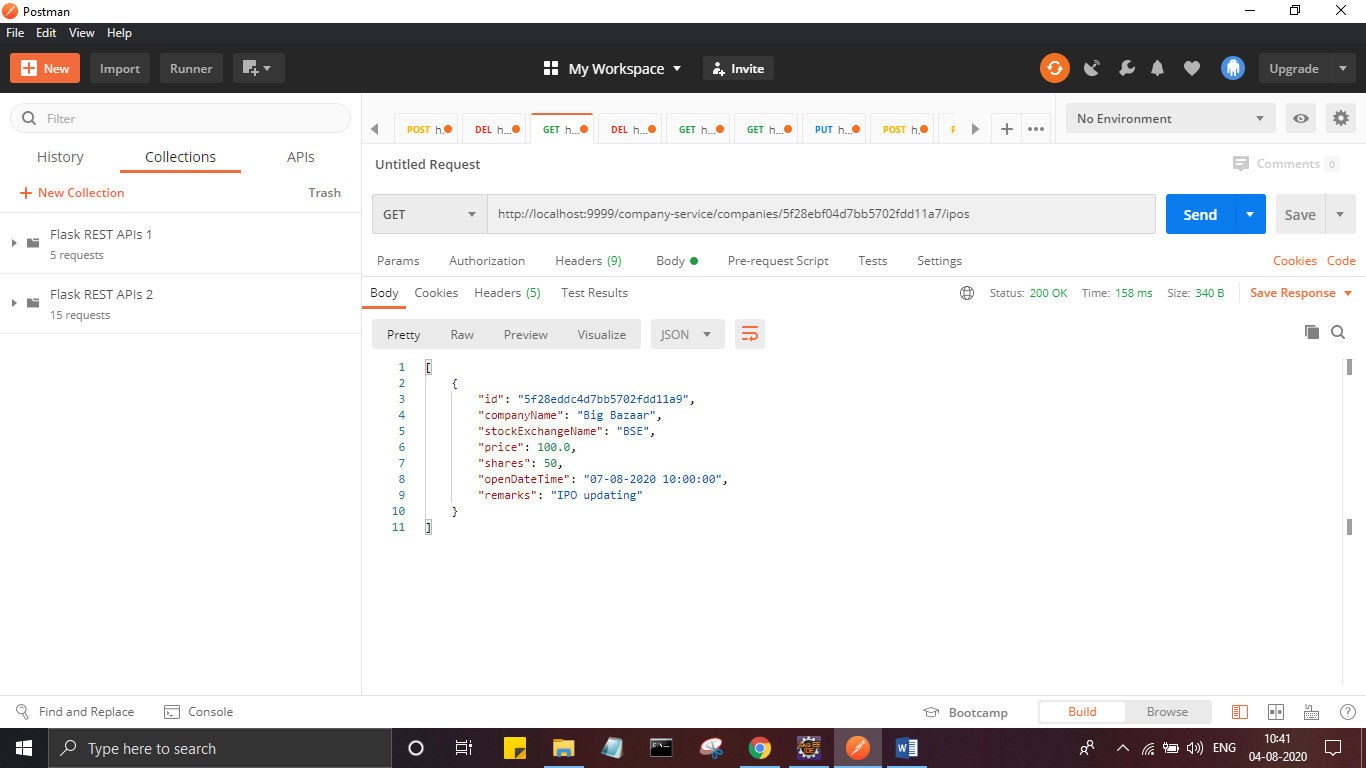 Postman
File Edit View Help
New Import Runner My Workspace Invite Upgrade
Filter
History Collections APIs
New Collection Trash
Flask REST APIs 1
5 requests
Flask REST APIs 2
15 requests
POST h... DEL h... GET h... DEL h... GET h... GET h... PUT h... POST h. No Environment
Untitled Request Comments 0
GET http://localhost:9999/company-service/companies/5f28ebf04d7bb5702fdd11a7/ipos Send Save
Params Authorization Headers (9) Body Pre-request Script Tests Settings Cookies Code
Body Cookies Headers (5) Test Results Status: 200 OK Time: 158 ms Size: 340 B Save Response
Pretty Raw Preview Visualize JSON
1 [
2 {
3 "id": "5f28eddc4d7bb5702fdd11a9",
4 "companyName": "Big Bazaar",
5 "stockExchangeName": "BSE",
6 "price": 100.0,
7 "shares": 50,
8 "openDateTime": "07-08-2020 10:00:00",
9 "remarks": "IPO updating"
10 }
11 ]
Find and Replace Console Bootcamp Build Browse
Type here to search ENG 10:41
04-08-2020